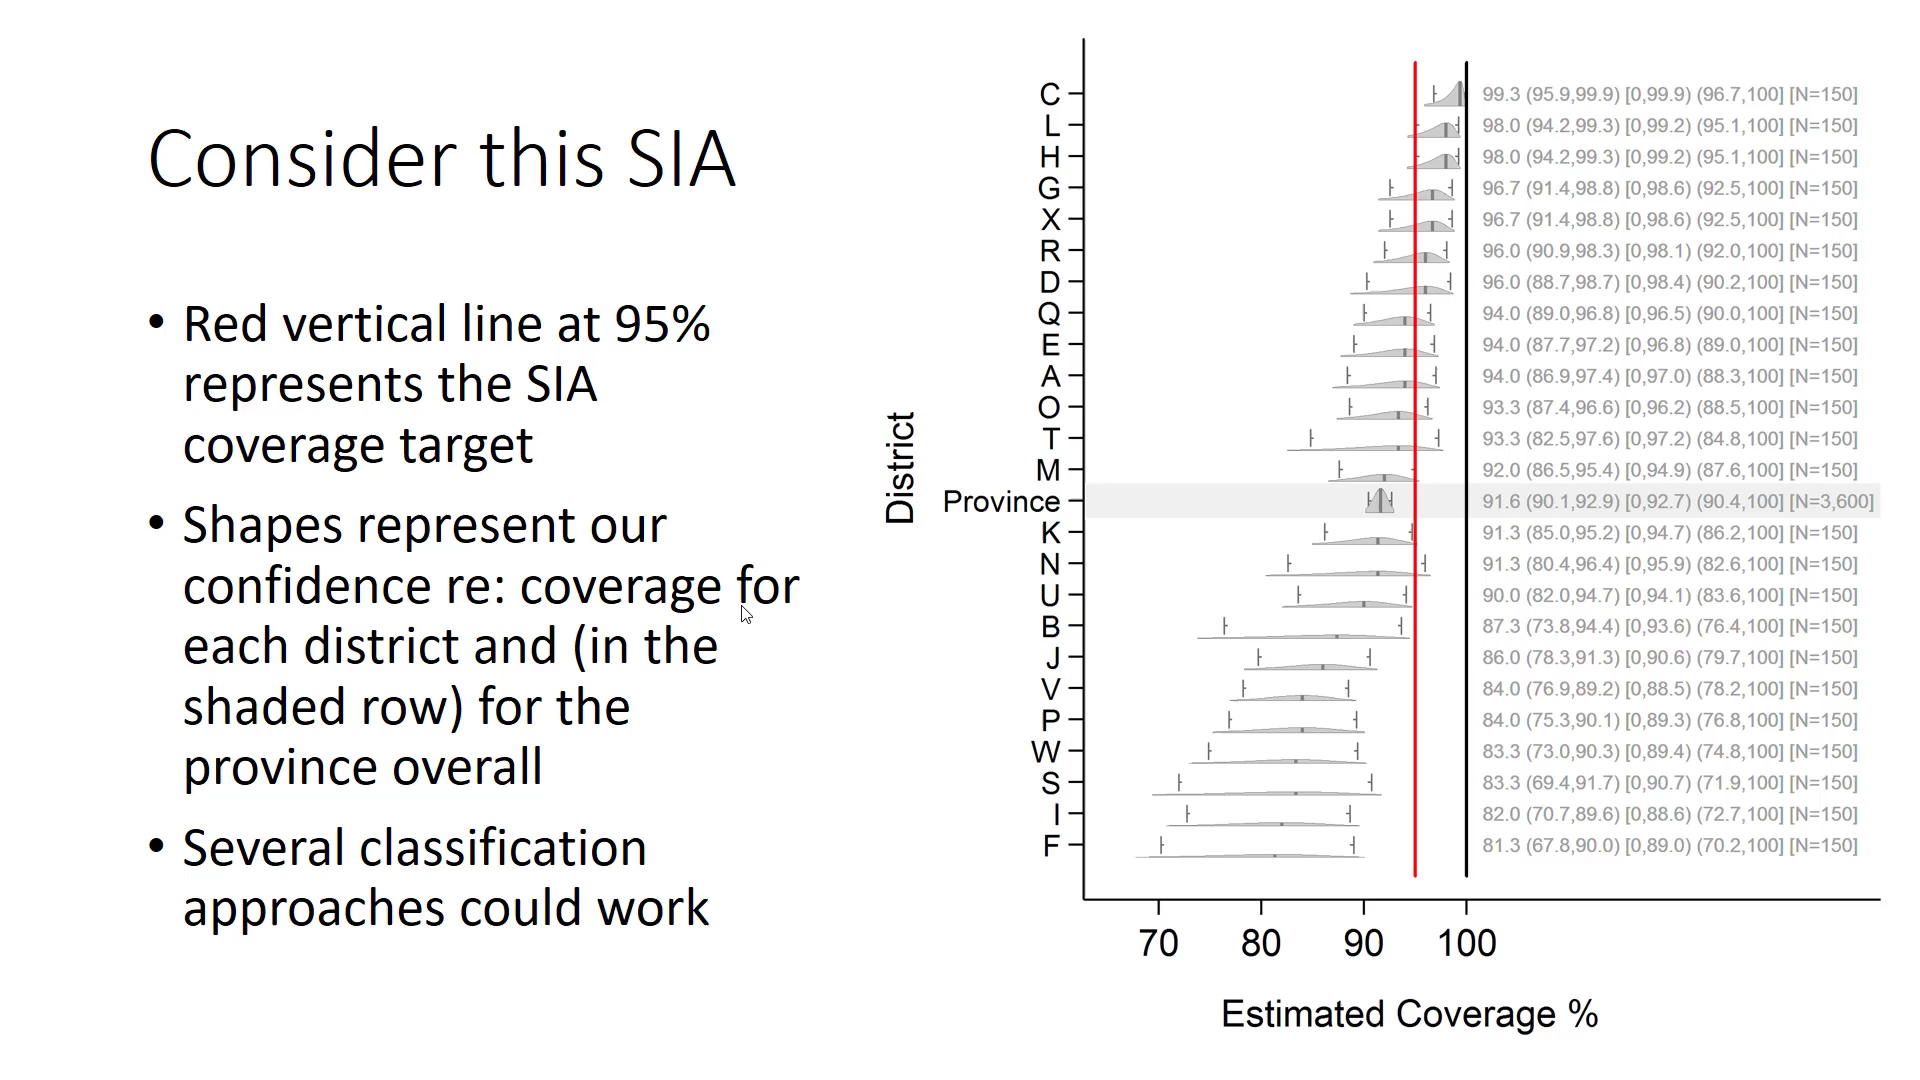 Consider this SIA
• Red vertical line at 95%
represents the SIA
coverage target
• Shapes represent our
confidence re: coverage for
each district and (in the
shaded row) for the
province overall
• Several classification
approaches could work
District
C 99.3 (95.9,99.9) [0,99.9) (96.7,100] [N=150]
L 98.0 (94.2,99.3) [0,99.2) (95.1,100] [N=150]
H 98.0 (94.2,99.3) [0,99.2) (95.1,100] [N=150]
G 96.7 (91.4,98.8) [0,98.6) (92.5,100] [N=150]
X 96.7 (91.4,98.8) [0,98.6) (92.5,100] [N=150]
R 96.0 (90.9,98.3) [0,98.1) (92.0,100] [N=150]
D 96.0 (88.7,98.7) [0,98.4) (90.2,100] [N=150]
Q 94.0 (89.0,96.8) [0,96.5) (90.0,100] [N=150]
E 94.0 (87.7,97.2) [0,96.8) (89.0,100] [N=150]
A 94.0 (86.9,97.4) [0,97.0) (88.3,100] [N=150]
O 93.3 (87.4,96.6) [0,96.2) (88.5,100] [N=150]
T 93.3 (82.5,97.6) [0,97.2) (84.8,100] [N=150]
M 92.0 (86.5,95.4) [0,94.9) (87.6,100] [N=150]
Province 91.6 (90.1,92.9) [0,92.7) (90.4,100] [N=3,600]
K 91.3 (85.0,95.2) [0,94.7) (86.2,100] [N=150]
N 91.3 (80.4,96.4) [0,95.9) (82.6,100] [N=150]
U 90.0 (82.0,94.7) [0,94.1) (83.6,100] [N=150]
B 87.3 (73.8,94.4) [0,93.6) (76.4,100] [N=150]
J 86.0 (78.3,91.3) [0,90.6) (79.7,100] [N=150]
V 84.0 (76.9,89.2) [0,88.5) (78.2,100] [N=150]
P 84.0 (75.3,90.1) [0,89.3) (76.8,100] [N=150]
W 83.3 (73.0,90.3) [0,89.4) (74.8,100] [N=150]
S 83.3 (69.4,91.7) [0,90.7) (71.9,100] [N=150]
I 82.0 (70.7,89.6) [0,88.6) (72.7,100] [N=150]
F 81.3 (67.8,90.0) [0,89.0) (70.2,100] [N=150]
70 80 90 100
Estimated Coverage %